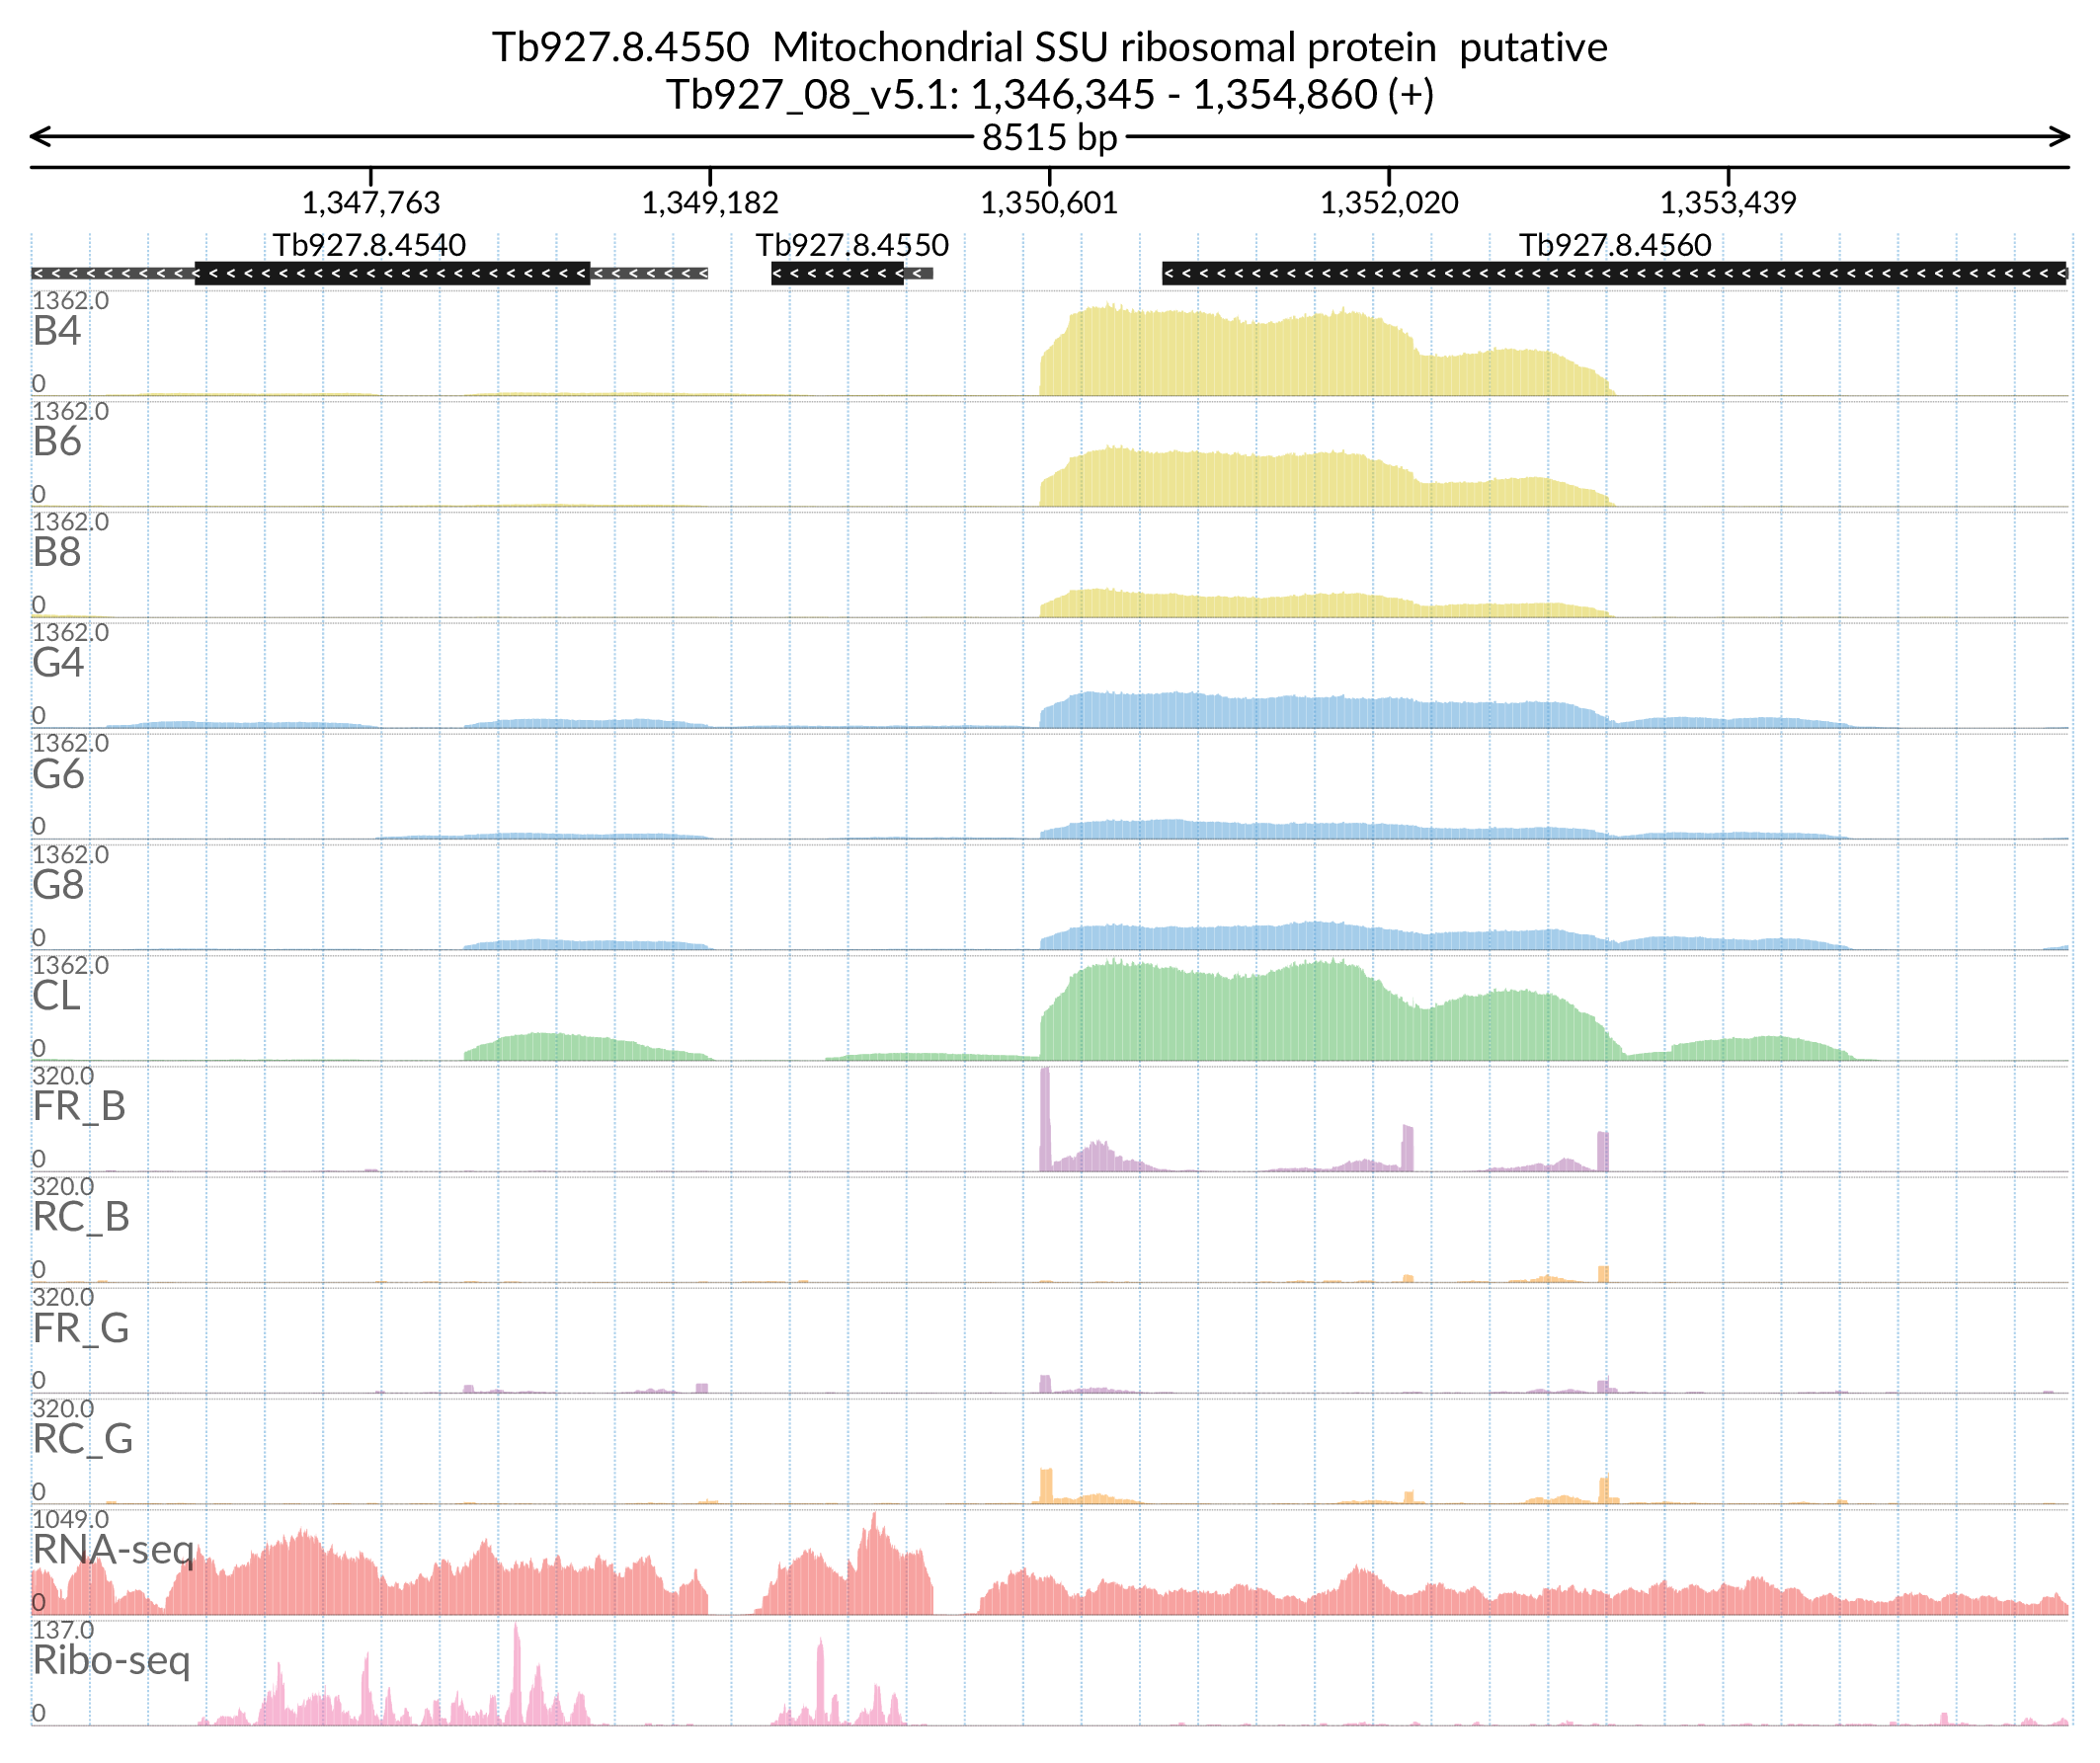 Tb927.8.4550  Mitochondrial SSU ribosomal protein  putative
Tb927_08_v5.1: 1,346,345 - 1,354,860 (+)
8515 bp
1,347,763 1,349,182 1,350,601 1,352,020 1,353,439
Tb927.8.4540 Tb927.8.4550 Tb927.8.4560
1362.0
B4
0
1362.0
B6
0
1362.0
B8
0
1362.0
G4
0
1362.0
G6
0
1362.0
G8
0
1362.0
CL
0
320.0
FR_B
0
320.0
RC_B
0
320.0
FR_G
0
320.0
RC_G
0
1049.0
RNA-seq
0
137.0
Ribo-seq
0